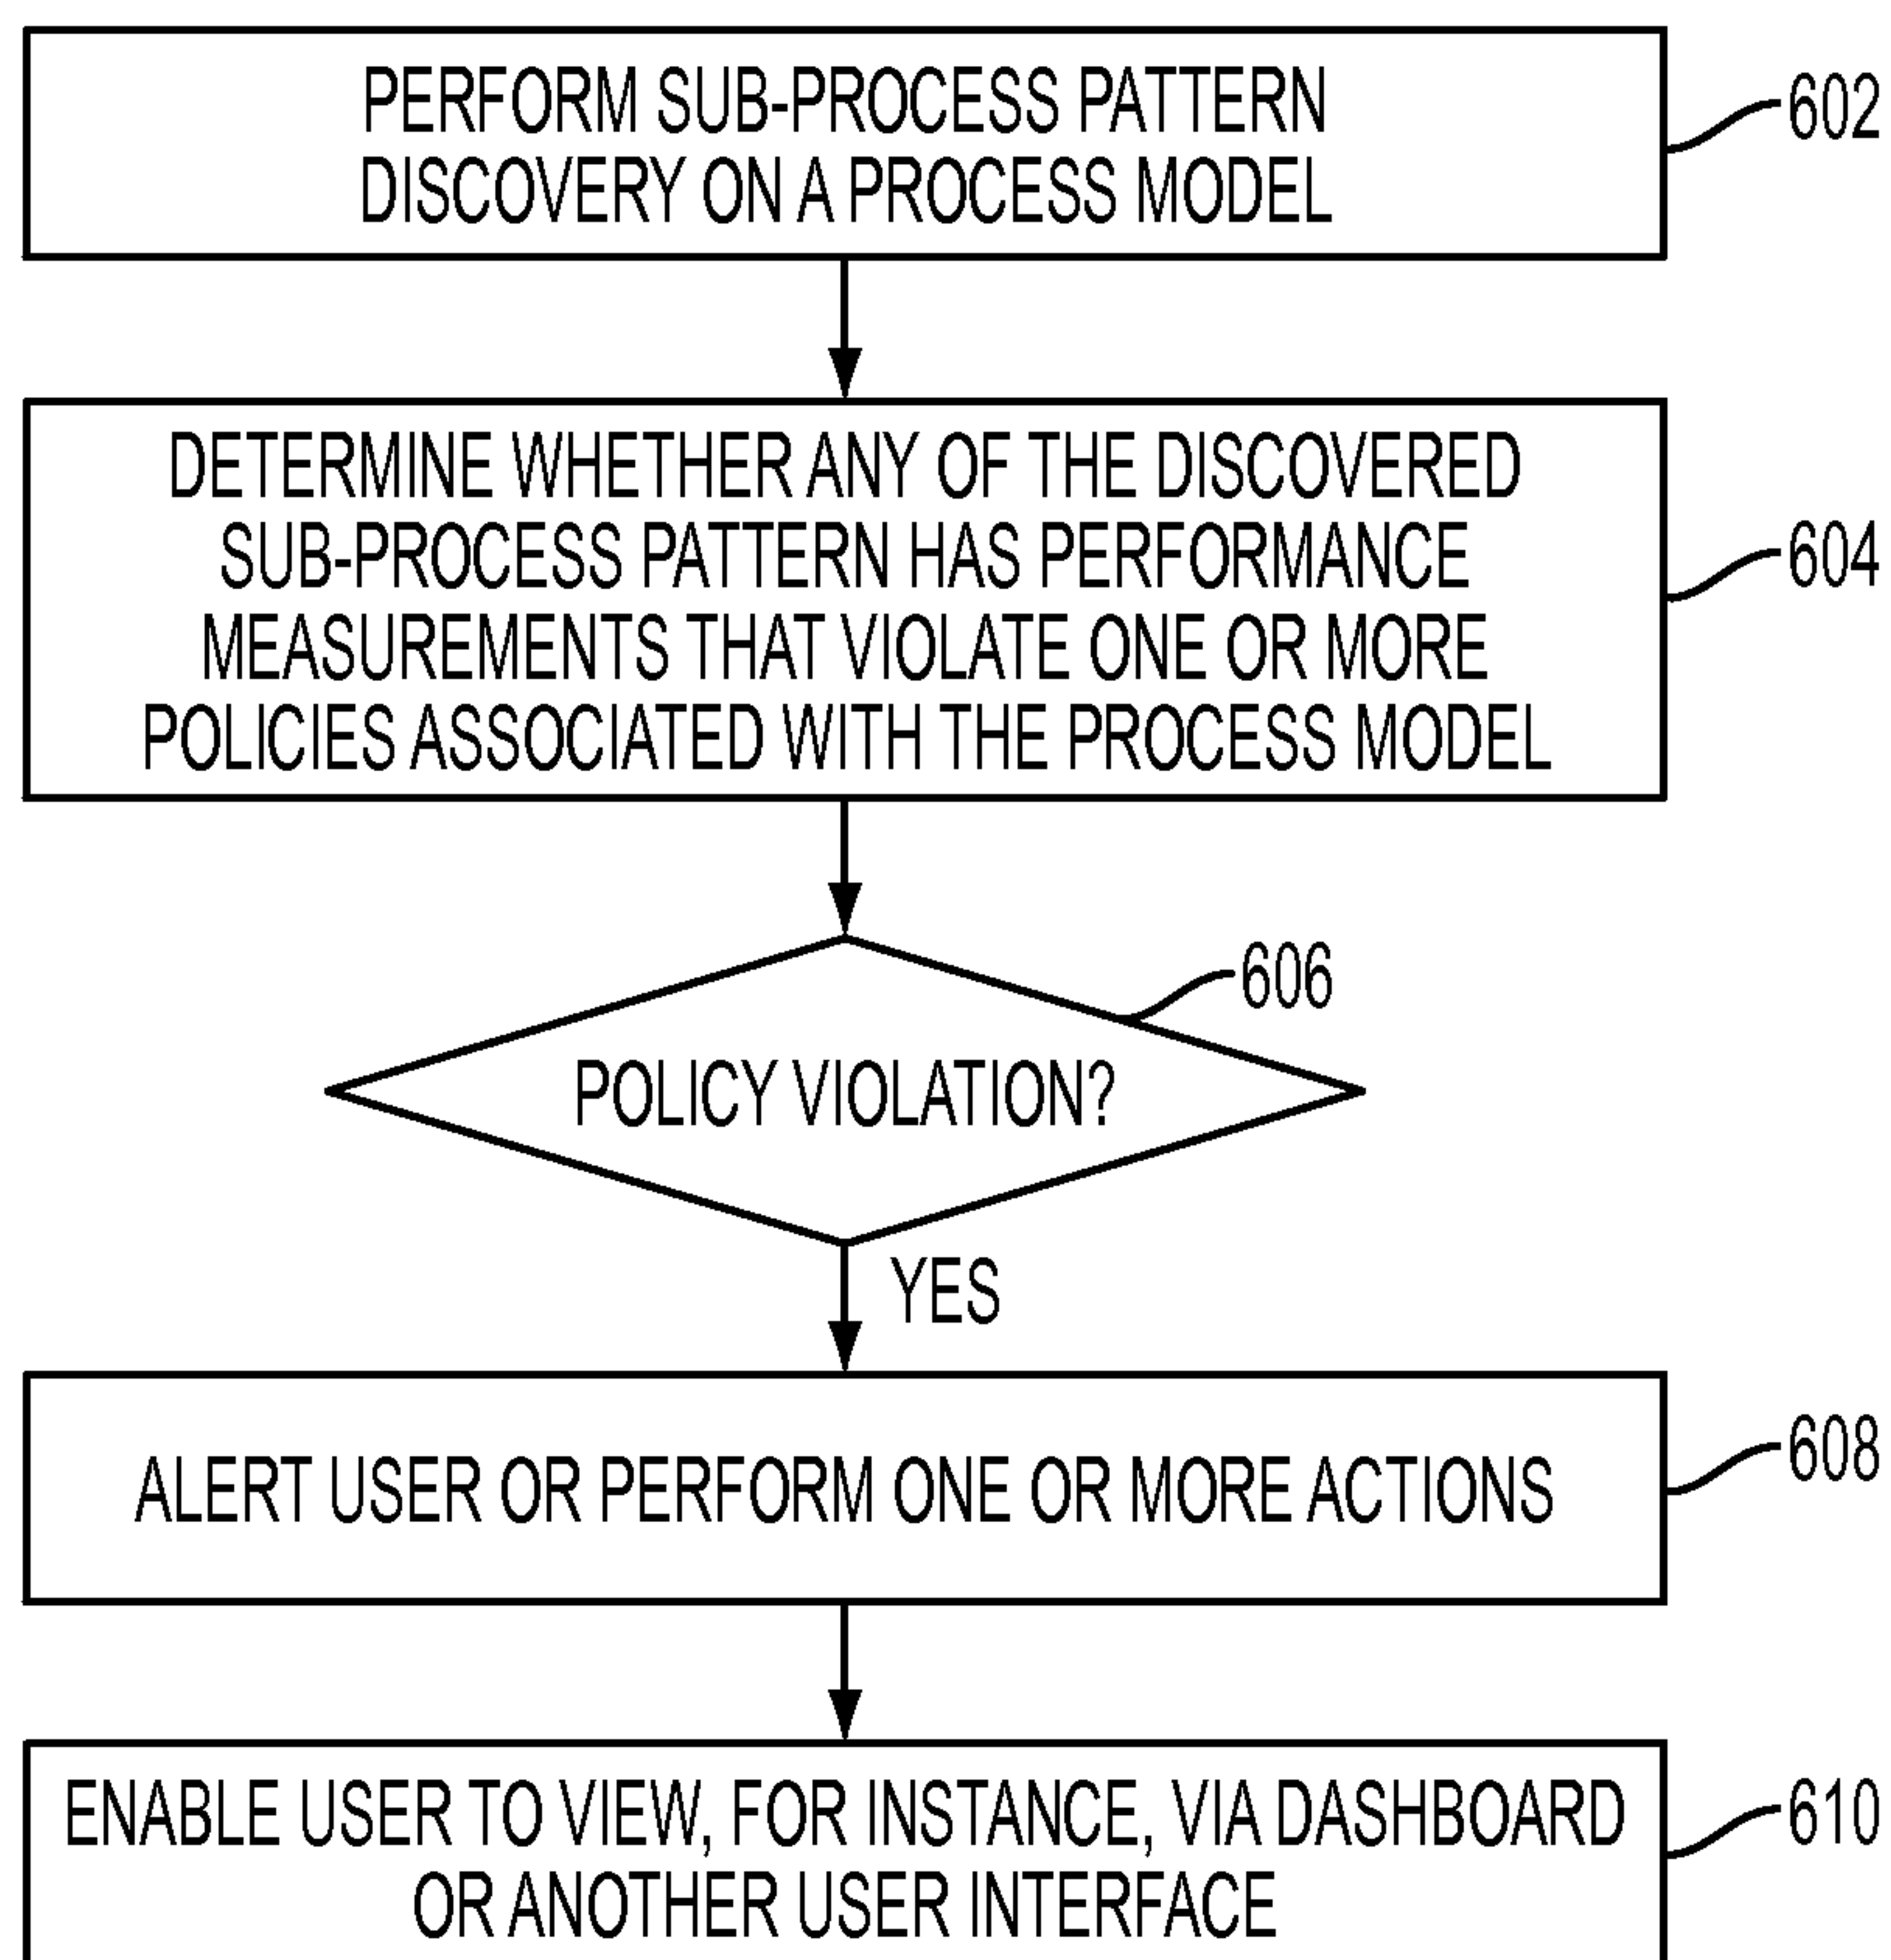 PERFORM SUB-PROCESS PATTERN
DISCOVERY ON A PROCESS MODEL
602
DETERMINE WHETHER ANY OF THE DISCOVERED
SUB-PROCESS PATTERN HAS PERFORMANCE
MEASUREMENTS THAT VIOLATE ONE OR MORE
POLICIES ASSOCIATED WITH THE PROCESS MODEL
604
606
POLICY VIOLATION?
YES
ALERT USER OR PERFORM ONE OR MORE ACTIONS
608
ENABLE USER TO VIEW, FOR INSTANCE, VIA DASHBOARD
OR ANOTHER USER INTERFACE
610